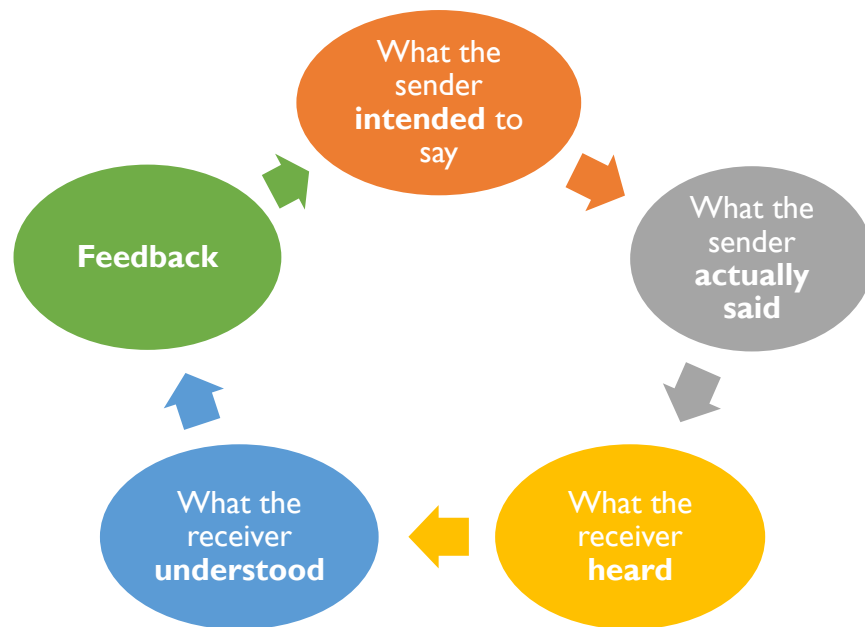 What the
sender
intended to
say
What the
sender
actually
said
What the
receiver
heard
What the
receiver
understood
Feedback